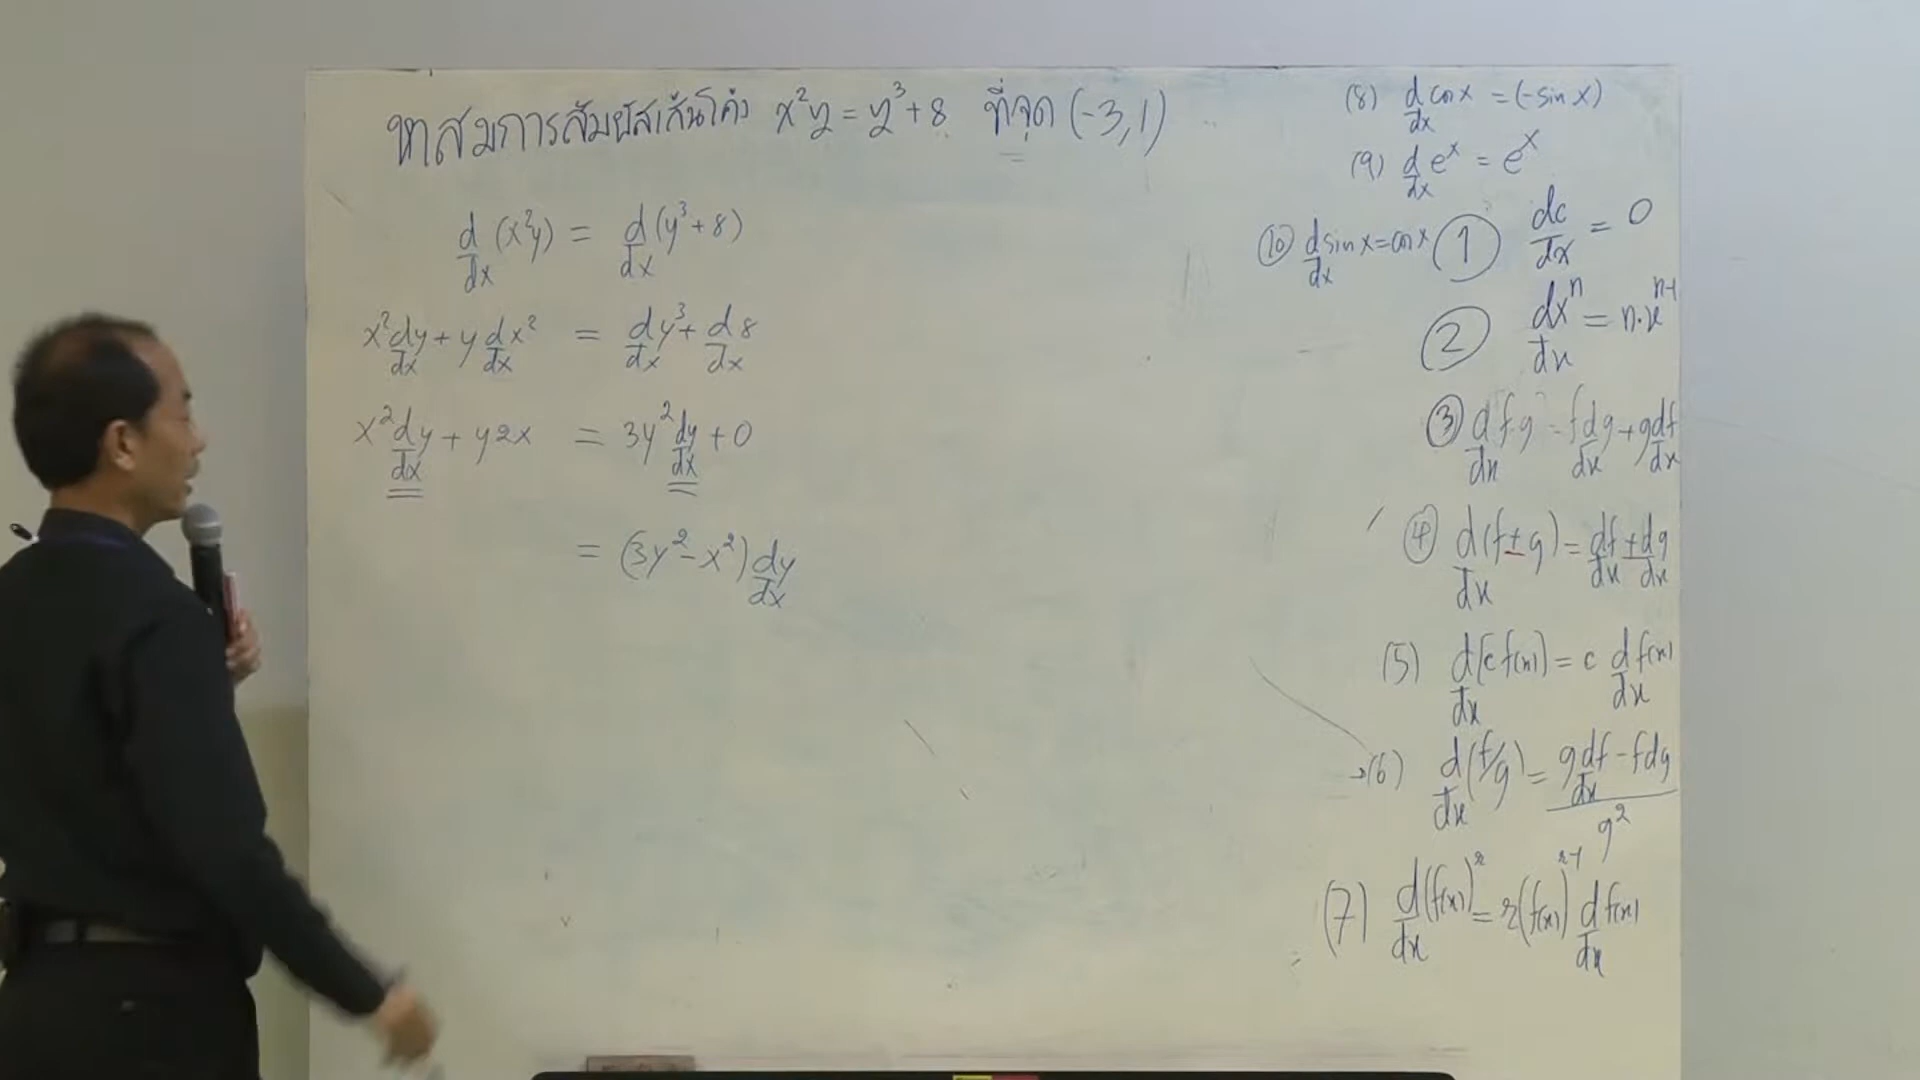 หาสมการสัมผัสเส้นโค้ง x²y = y³+8 ที่จุด (-3,1)
d/dx (x²y) = d/dx (y³+8)
x² dy/dx + y d/dx x² = d/dx y³ + d/dx 8
x² dy/dx + y2x = 3y² dy/dx + 0
= (3y² - x²) dy/dx
(8) d/dx cos x = (-sin x)
(9) d/dx eˣ = eˣ
(10) d/dx sin x = cos x
① dc/dx = 0
② dxⁿ/dx = n·xⁿ⁻¹
③ d/dx f·g = f dg/dx + g df/dx
④ d/dx (f ± g) = df/dx ± dg/dx
(5) d/dx [c f(x)] = c d/dx f(x)
→(6) d/dx (f/g) = (g df/dx - f dg)/g²
(7) d/dx (f(x))ʳ = r(f(x))ʳ⁻¹ d/dx f(x)